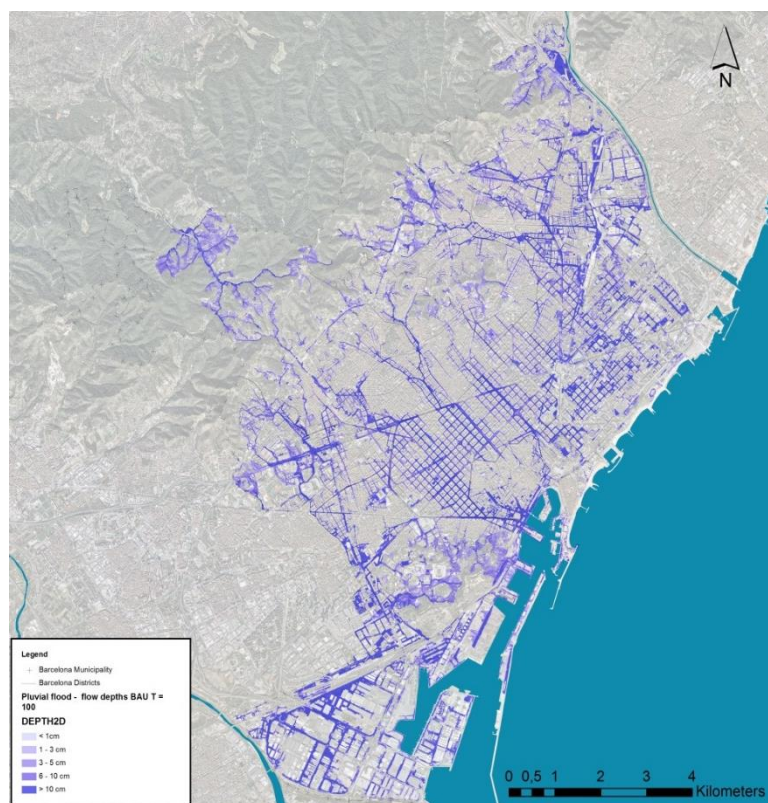 N
Legend
Barcelona Municipality
Barcelona Districts
Pluvial flood - flow depths BAU T =
100
DEPTH2D
< 1cm
1 - 3 cm
3 - 5 cm
6 - 10 cm
> 10 cm
0 0,5 1 2 3 4
Kilometers